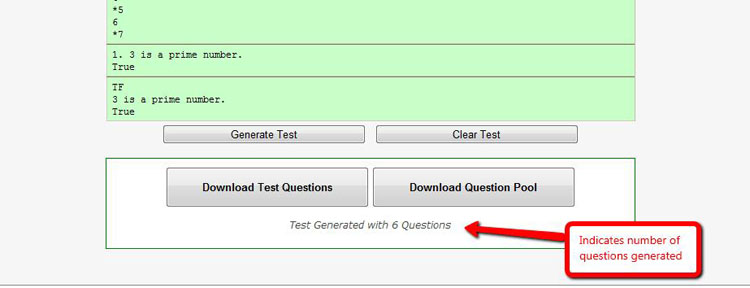 *5
6
*7
1. 3 is a prime number.
True
TF
3 is a prime number.
True
Generate Test Clear Test
Download Test Questions Download Question Pool
Test Generated with 6 Questions
Indicates number of
questions generated